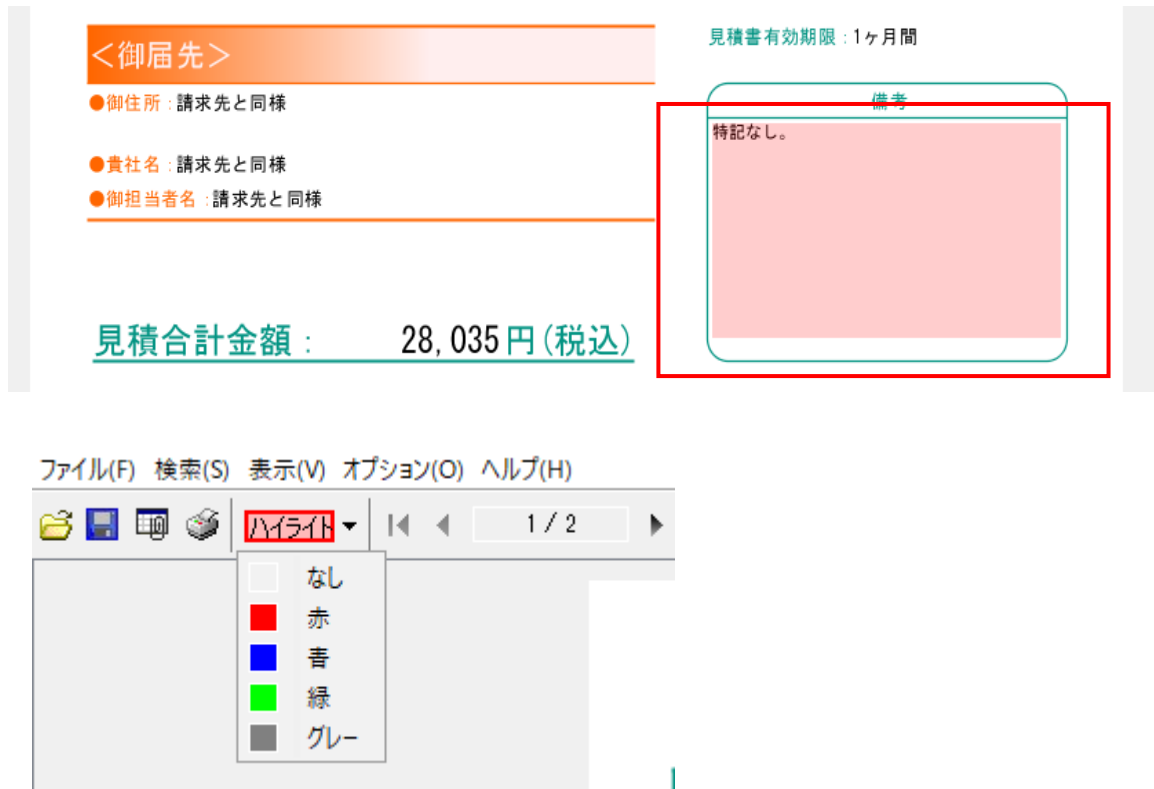 <御届先>
●御住所:請求先と同様
●貴社名:請求先と同様
●御担当者名:請求先と同様
見積合計金額: 28,035円(税込)
見積書有効期限:1ヶ月間
備考
特記なし。
ファイル(F) 検索(S) 表示(V) オプション(O) ヘルプ(H)
ハイライト 1 / 2
なし
赤
青
緑
グレー